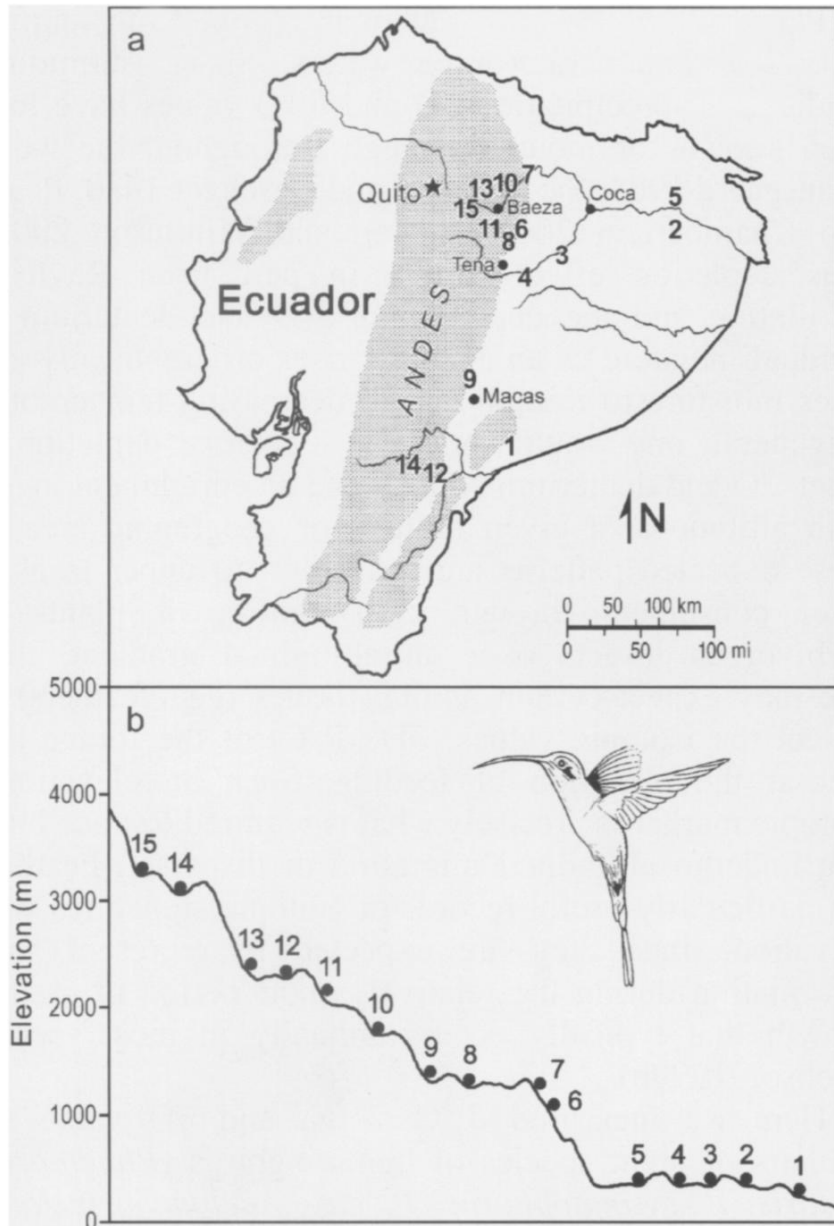 a
Quito
13 10 7
15 Baeza
11 6
8
Coca
5
2
3
Tena
4
Ecuador
ANDES
9
Macas
1
14 12
N
0 50 100 km
0 50 100 mi
b
Elevation (m)
5000
4000
3000
2000
1000
0
15
14
13
12
11
10
9
8
7
6
5
4
3
2
1